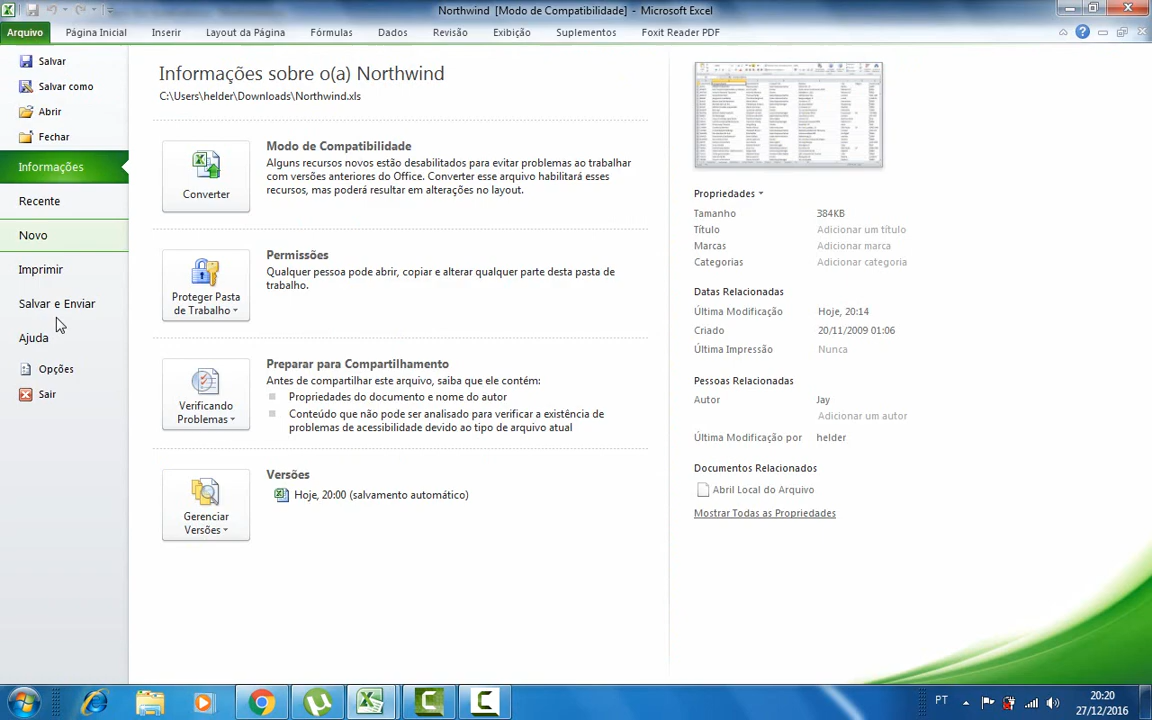 Northwind  [Modo de Compatibilidade]  -  Microsoft Excel
Arquivo
Página Inicial
Inserir
Layout da Página
Fórmulas
Dados
Revisão
Exibição
Suplementos
Foxit Reader PDF
Salvar
Salvar como
Abrir
Fechar
Informações
Recente
Novo
Imprimir
Salvar e Enviar
Ajuda
Opções
Sair
Informações sobre o(a) Northwind
C:\Users\helder\Downloads\Northwind.xls
Converter
Modo de Compatibilidade
Alguns recursos novos estão desabilitados para evitar problemas ao trabalhar
com versões anteriores do Office. Converter esse arquivo habilitará esses
recursos, mas poderá resultar em alterações no layout.
Proteger Pasta
de Trabalho
Permissões
Qualquer pessoa pode abrir, copiar e alterar qualquer parte desta pasta de
trabalho.
Verificando
Problemas
Preparar para Compartilhamento
Antes de compartilhar este arquivo, saiba que ele contém:
Propriedades do documento e nome do autor
Conteúdo que não pode ser analisado para verificar a existência de
problemas de acessibilidade devido ao tipo de arquivo atual
Gerenciar
Versões
Versões
Hoje, 20:00 (salvamento automático)
Propriedades
Tamanho 384KB
Título Adicionar um título
Marcas Adicionar marca
Categorias Adicionar categoria
Datas Relacionadas
Última Modificação Hoje, 20:14
Criado 20/11/2009 01:06
Última Impressão Nunca
Pessoas Relacionadas
Autor Jay
Adicionar um autor
Última Modificação por helder
Documentos Relacionados
Abril Local do Arquivo
Mostrar Todas as Propriedades
PT
20:20
27/12/2016